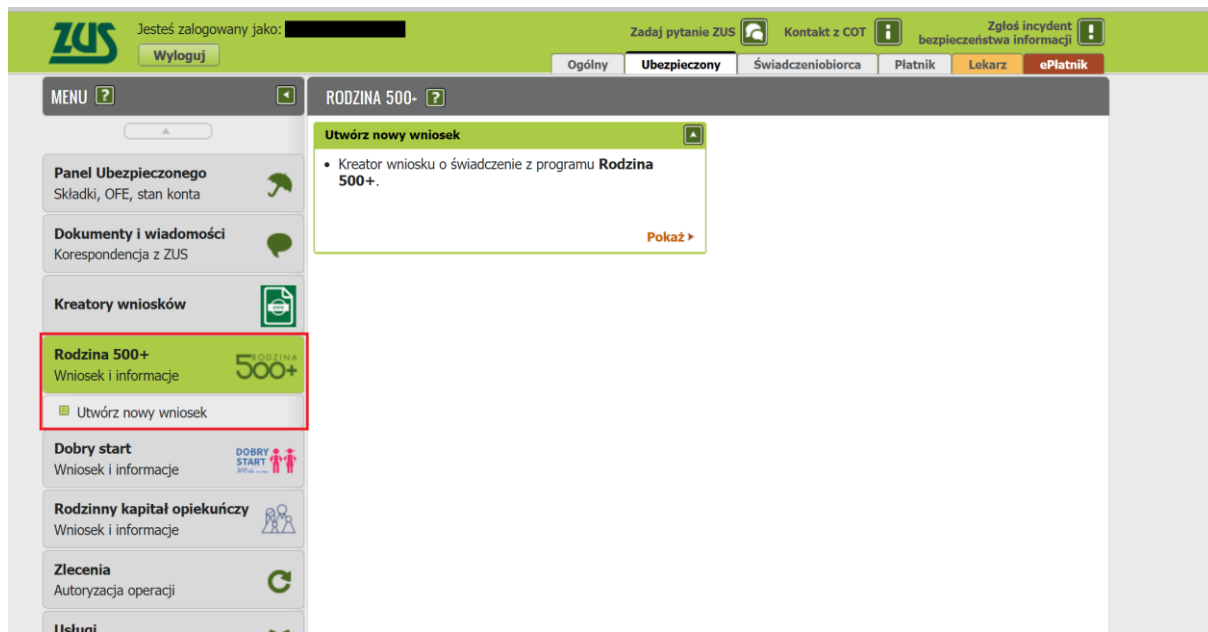 ZUS
Jesteś zalogowany jako:
Wyloguj
Zadaj pytanie ZUS
Kontakt z COT
Zgłoś incydent
bezpieczeństwa informacji
Ogólny
Ubezpieczony
Świadczeniobiorca
Płatnik
Lekarz
ePłatnik
MENU ?
Panel Ubezpieczonego
Składki, OFE, stan konta
Dokumenty i wiadomości
Korespondencja z ZUS
Kreatory wniosków
Rodzina 500+
Wniosek i informacje
RODZINA
500+
Utwórz nowy wniosek
Dobry start
Wniosek i informacje
DOBRY
START
Rodzinny kapitał opiekuńczy
Wniosek i informacje
Zlecenia
Autoryzacja operacji
Usługi
RODZINA 500+ ?
Utwórz nowy wniosek
• Kreator wniosku o świadczenie z programu Rodzina
500+.
Pokaż